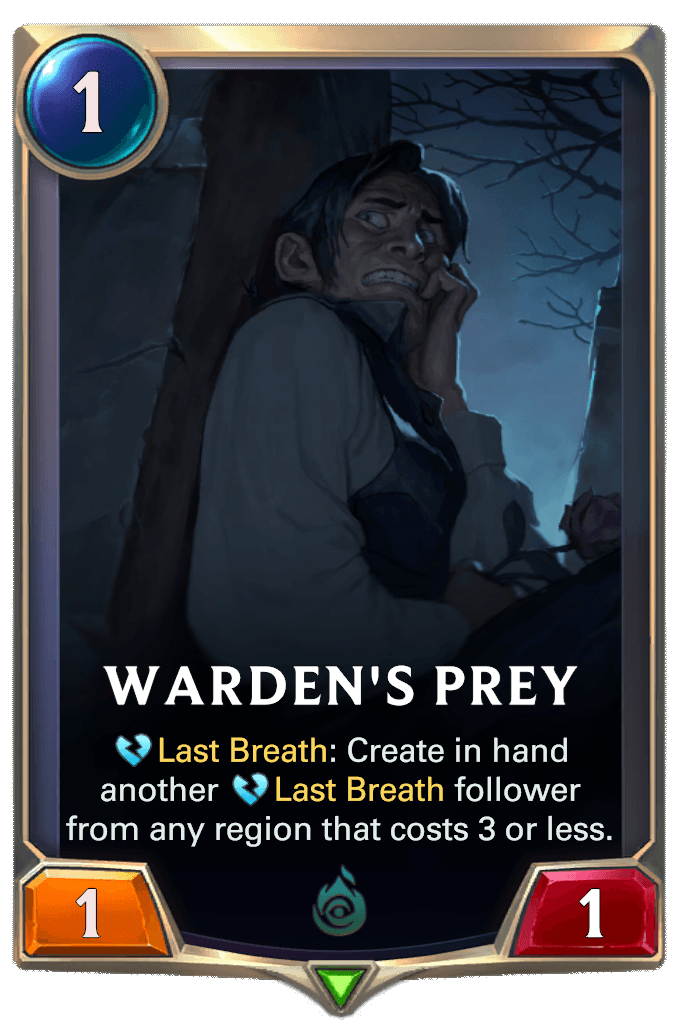 1
WARDEN'S PREY
Last Breath: Create in hand
another Last Breath follower
from any region that costs 3 or less.
1
1